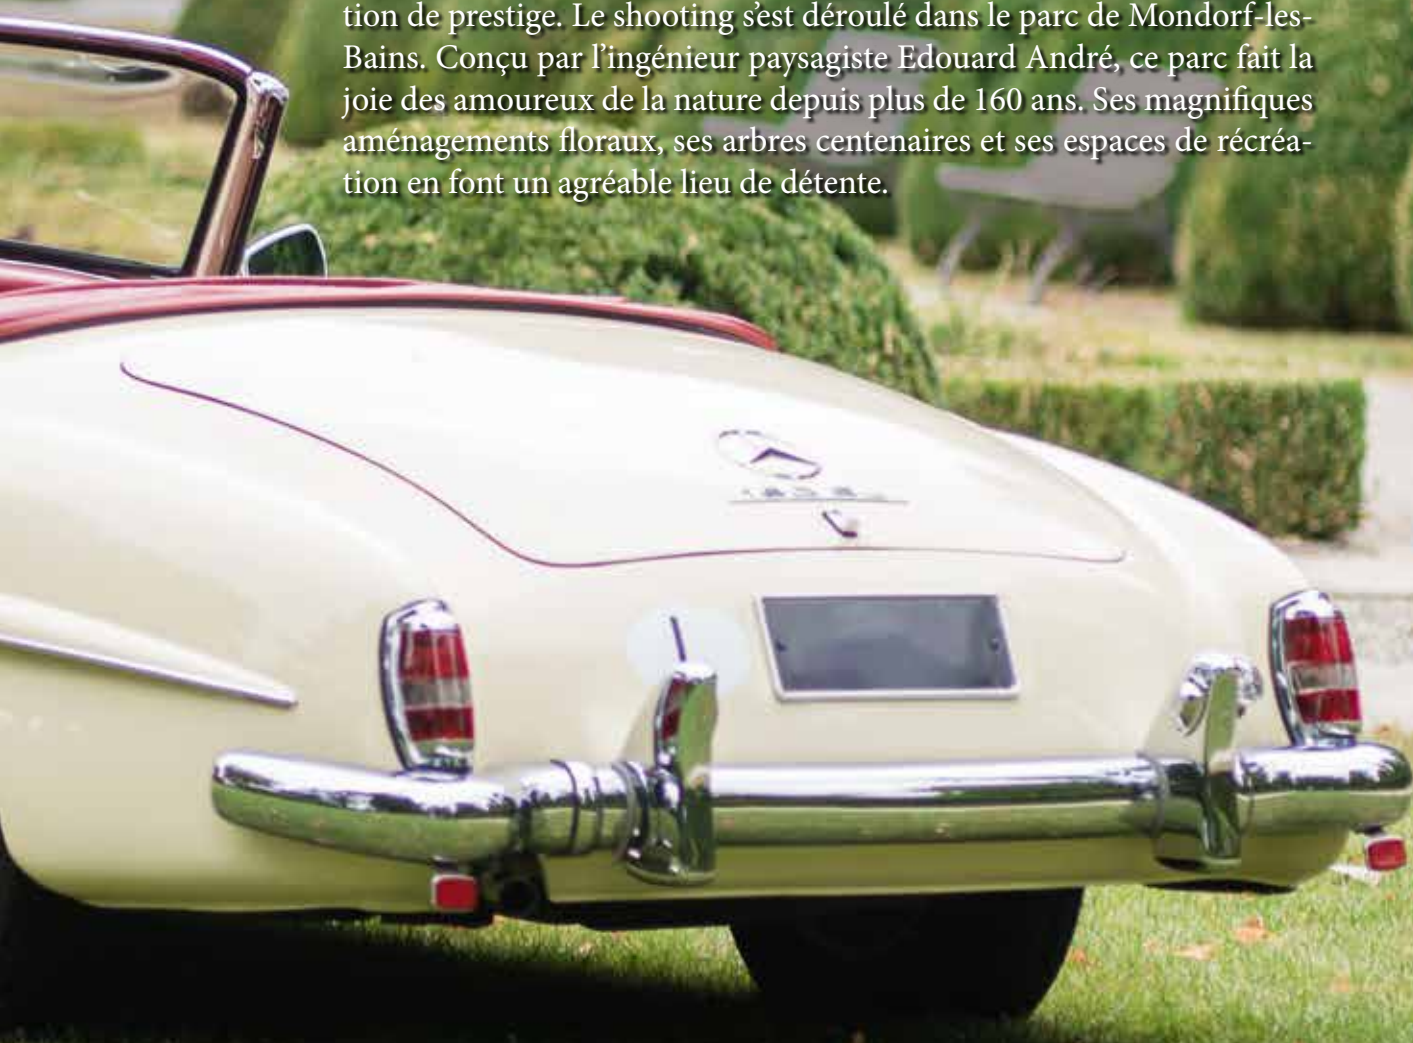 tion de prestige. Le shooting s'est déroulé dans le parc de Mondorf-les-
Bains. Conçu par l'ingénieur paysagiste Edouard André, ce parc fait la
joie des amoureux de la nature depuis plus de 160 ans. Ses magnifiques
aménagements floraux, ses arbres centenaires et ses espaces de récréa-
tion en font un agréable lieu de détente.